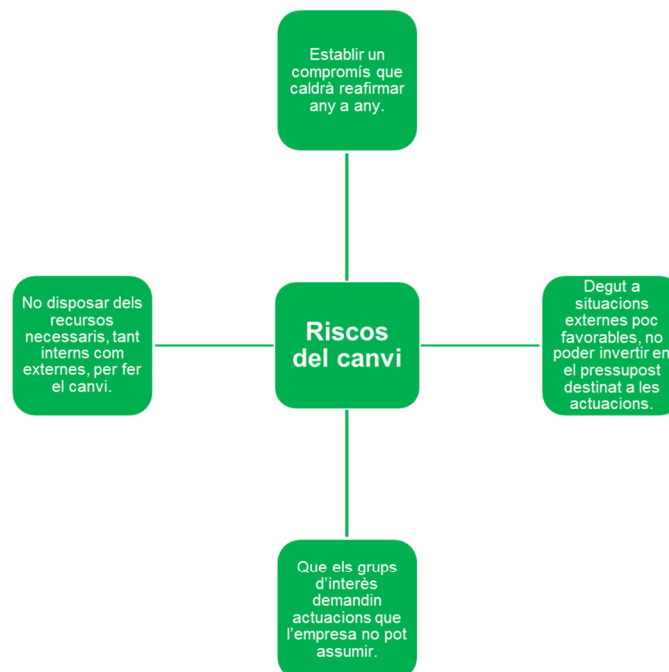 Establir un
compromís que
caldrà reafirmar
any a any.
No disposar dels
recursos
necessaris, tant
interns com
externes, per fer
el canvi.
Riscos
del canvi
Degut a
situacions
externes poc
favorables, no
poder invertir en
el pressupost
destinat a les
actuacions.
Que els grups
d’interès
demandin
actuacions que
l’empresa no pot
assumir.